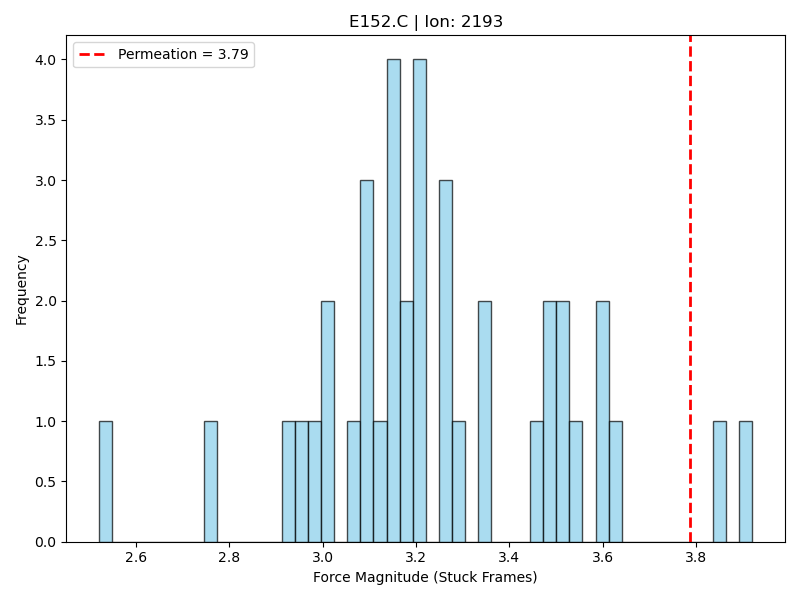 E152.C | Ion: 2193
Permeation = 3.79
4.0
3.5
3.0
2.5
2.0
1.5
1.0
0.5
0.0
Frequency
2.6 2.8 3.0 3.2 3.4 3.6 3.8
Force Magnitude (Stuck Frames)